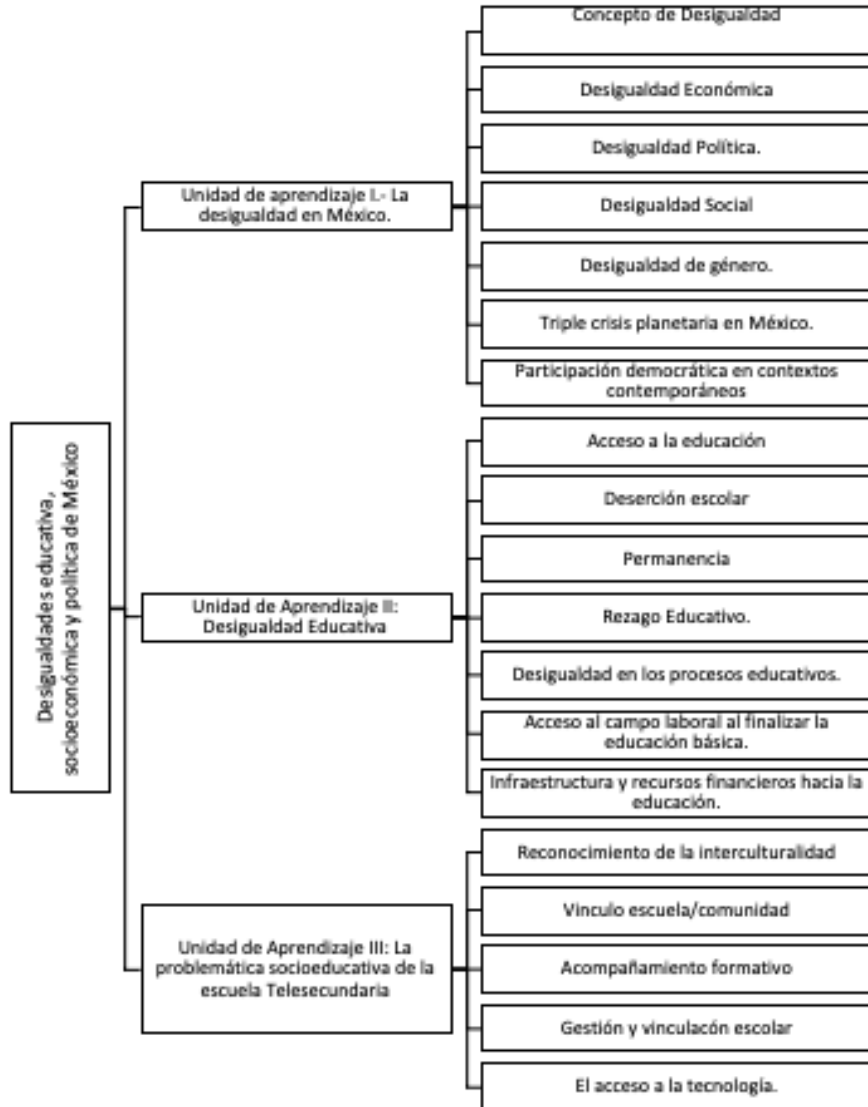 Desigualdades educativa,
socioeconómica y política de México
Unidad de aprendizaje I.- La
desigualdad en México.
Concepto de Desigualdad
Desigualdad Económica
Desigualdad Política.
Desigualdad Social
Desigualdad de género.
Triple crisis planetaria en México.
Participación democrática en contextos
contemporáneos
Unidad de Aprendizaje II:
Desigualdad Educativa
Acceso a la educación
Deserción escolar
Permanencia
Rezago Educativo.
Desigualdad en los procesos educativos.
Acceso al campo laboral al finalizar la
educación básica.
Infraestructura y recursos financieros hacia la
educación.
Unidad de Aprendizaje III: La
problemática socioeducativa de la
escuela Telesecundaria
Reconocimiento de la interculturalidad
Vinculo escuela/comunidad
Acompañamiento formativo
Gestión y vinculacón escolar
El acceso a la tecnología.